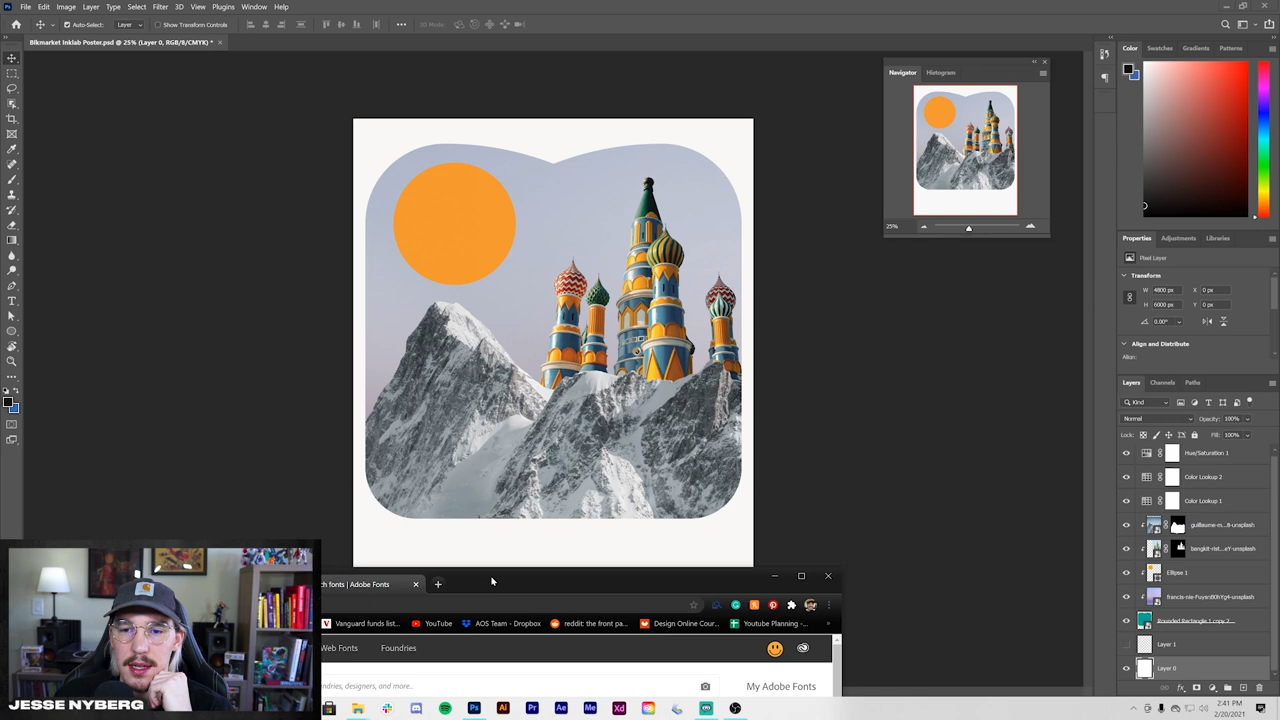 File Edit Image Layer Type Select Filter 3D View Plugins Window Help
Auto-Select: Layer Show Transform Controls 3D Mode
Blkmarket Inklab Poster.psd @ 25% (Layer 0, RGB/8/CMYK) *
Navigator Histogram
25%
Color Swatches Gradients Patterns
Properties Adjustments Libraries
Pixel Layer
Transform
W 4800 px X 0 px
H 6000 px Y 0 px
0.00°
Align and Distribute
Align:
Layers Channels Paths
Kind
Normal Opacity: 100%
Lock: Fill: 100%
Hue/Saturation 1
Color Lookup 2
Color Lookup 1
guillaume-m...8-unsplash
bangkit-rist...eY-unsplash
Ellipse 1
francis-nie-FuysnB0hYg4-unsplash
Rounded Rectangle 1 copy 2
Layer 1
Layer 0
ch fonts | Adobe Fonts
Vanguard funds list... YouTube AOS Team - Dropbox reddit: the front pa... Design Online Cour... Youtube Planning -...
Web Fonts Foundries
ndries, designers, and more... My Adobe Fonts
JESSE NYBERG
2:41 PM
2/20/2021